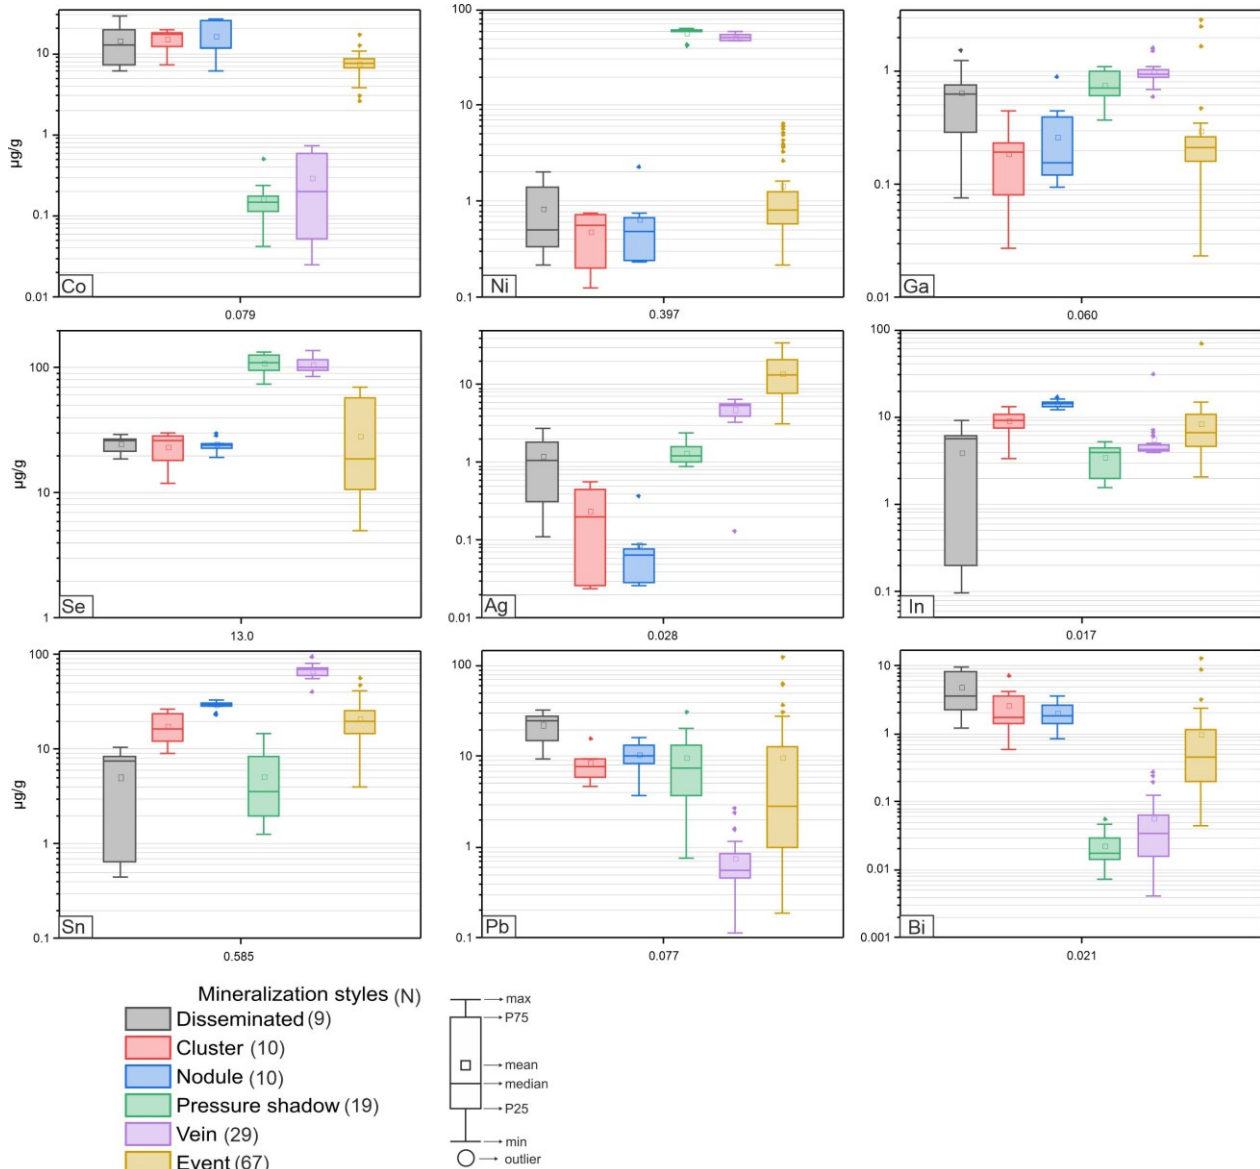 10
1
0.1
0.01
µg/g
Co
0.079
100
10
1
0.1
Ni
0.397
1
0.1
0.01
Ga
0.060
100
10
1
µg/g
Se
13.0
10
1
0.1
0.01
Ag
0.028
100
10
1
0.1
In
0.017
100
10
1
0.1
µg/g
Sn
0.585
100
10
1
0.1
Pb
0.077
10
1
0.1
0.01
0.001
Bi
0.021
Mineralization styles (N)
Disseminated (9)
Cluster (10)
Nodule (10)
Pressure shadow (19)
Vein (29)
Event (67)
max
P75
mean
median
P25
min
outlier